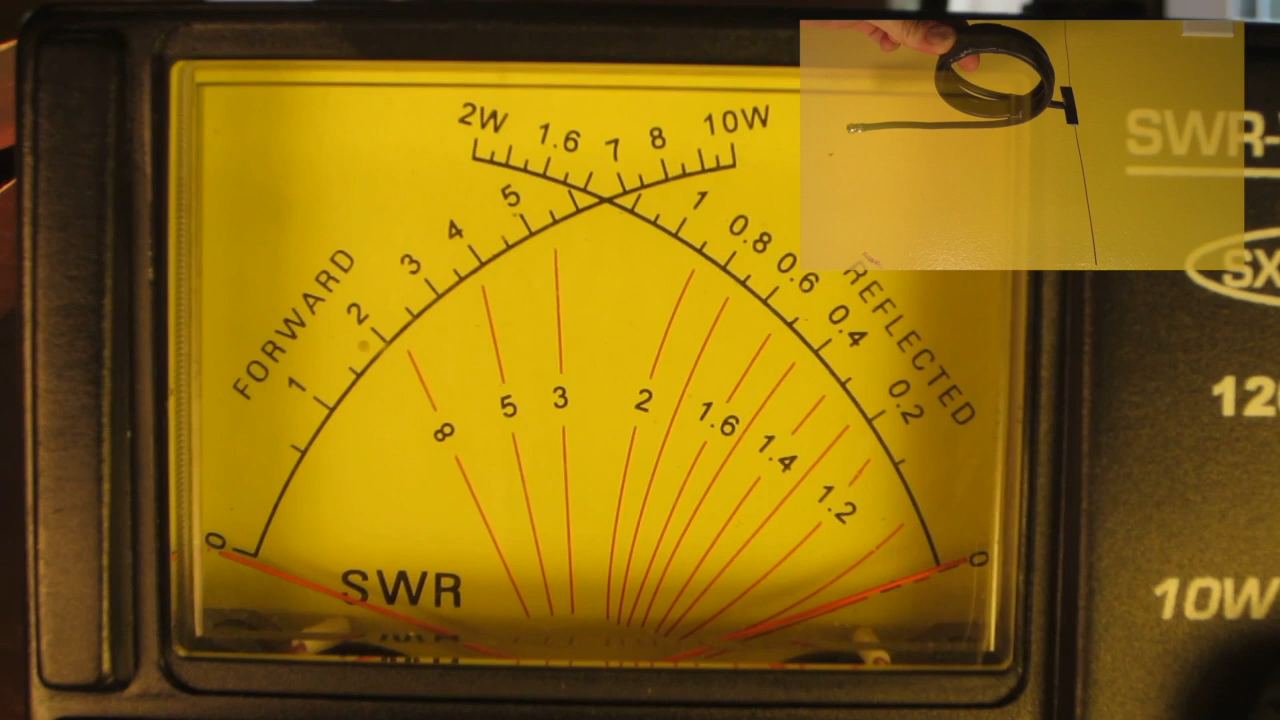 2W 1.6 7 8 10W
5 1
4 0.8
3 0.6
2 0.4
1 0.2
FORWARD REFLECTED
8 5 3 2 1.6 1.4 1.2
0 0
SWR
SWR-
SX
120
10W